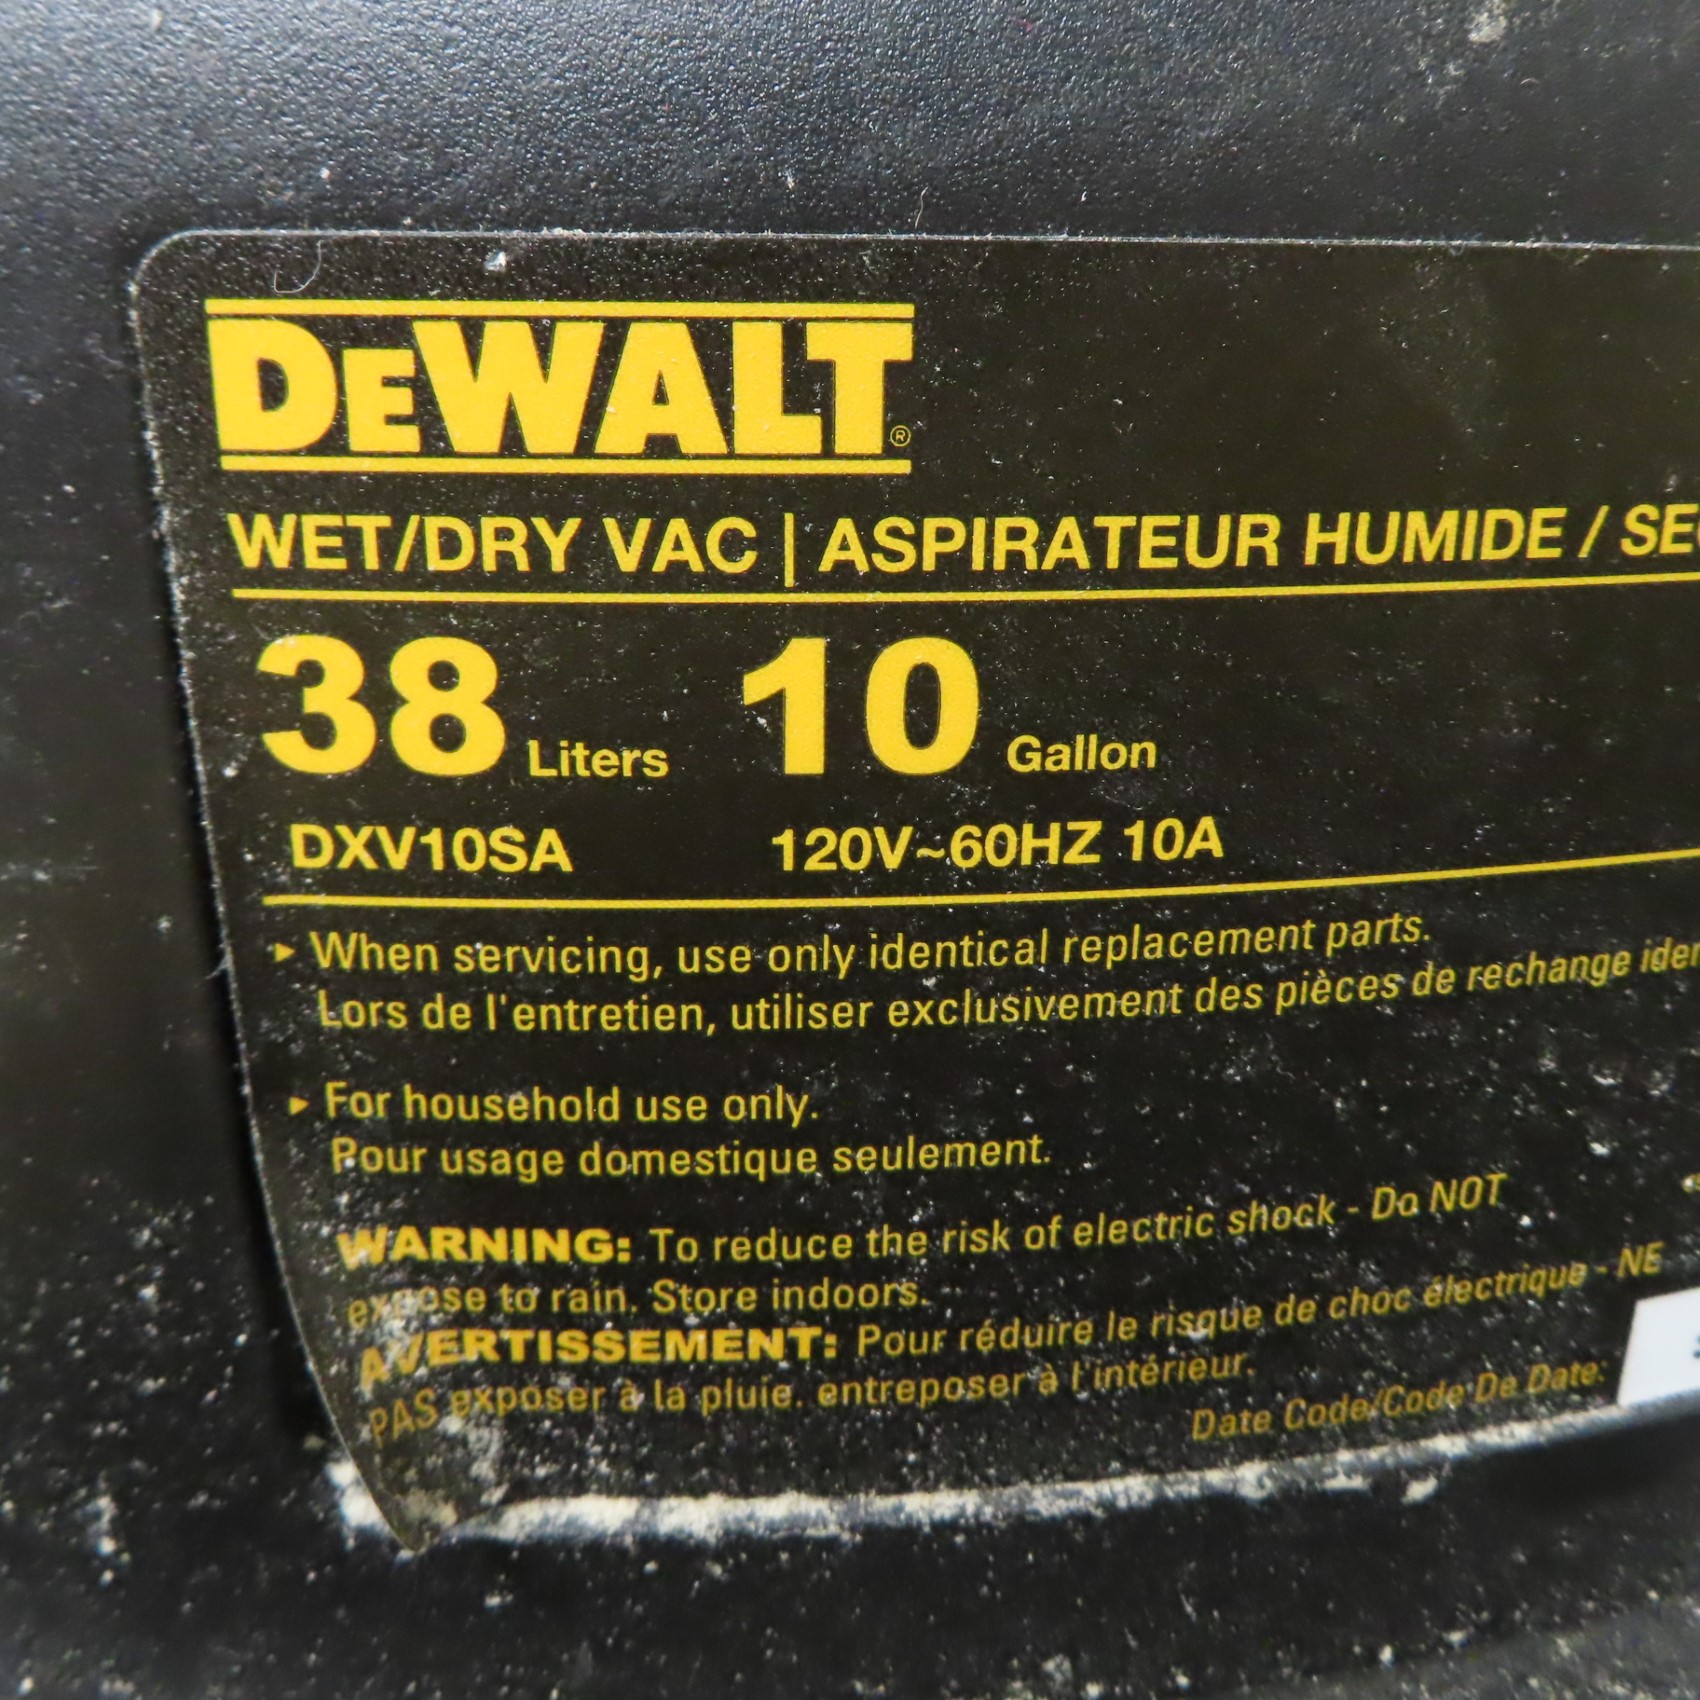 DEWALT®
WET/DRY VAC | ASPIRATEUR HUMIDE /
38 Liters 10 Gallon
DXV10SA 120V~60HZ 10A
▸ When servicing, use only identical replacement parts.
Lors de l'entretien, utiliser exclusivement des pièces de rechange
▸ For household use only.
Pour usage domestique seulement.
WARNING: To reduce the risk of electric shock - Do NOT
expose to rain. Store indoors.
AVERTISSEMENT: Pour réduire le risque de choc électrique - NE
PAS exposer à la pluie. entreposer à l'intérieur.
Date Code/Code De Date: